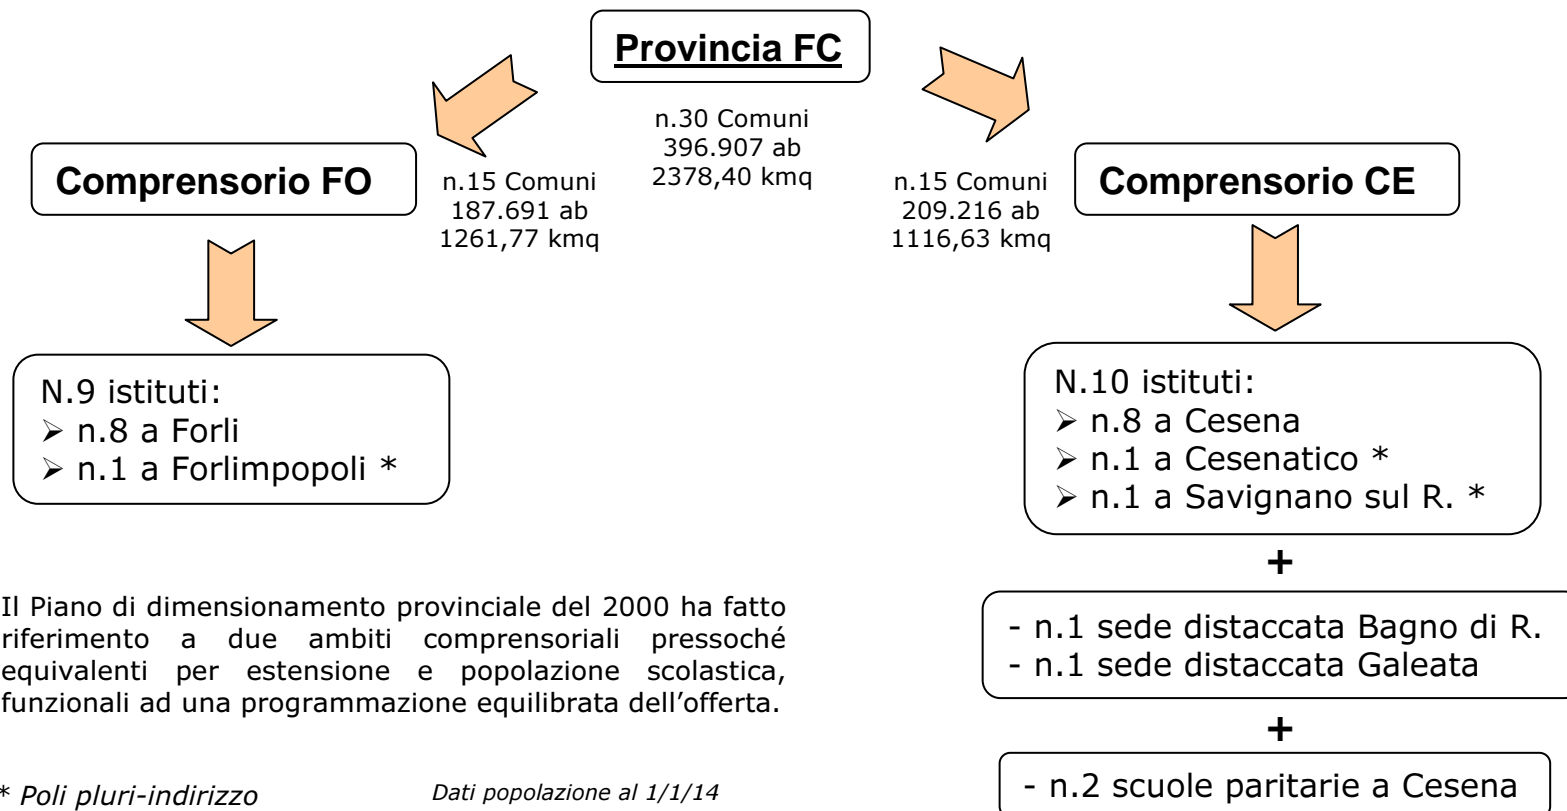 Provincia FC
n.30 Comuni
396.907 ab
2378,40 kmq
Comprensorio FO
n.15 Comuni
187.691 ab
1261,77 kmq
n.15 Comuni
209.216 ab
1116,63 kmq
Comprensorio CE
N.9 istituti:
➢ n.8 a Forli
➢ n.1 a Forlimpopoli *
N.10 istituti:
➢ n.8 a Cesena
➢ n.1 a Cesenatico *
➢ n.1 a Savignano sul R. *
+
- n.1 sede distaccata Bagno di R.
- n.1 sede distaccata Galeata
+
- n.2 scuole paritarie a Cesena
Il Piano di dimensionamento provinciale del 2000 ha fatto
riferimento a due ambiti comprensoriali pressoché
equivalenti per estensione e popolazione scolastica,
funzionali ad una programmazione equilibrata dell’offerta.
* Poli pluri-indirizzo
Dati popolazione al 1/1/14